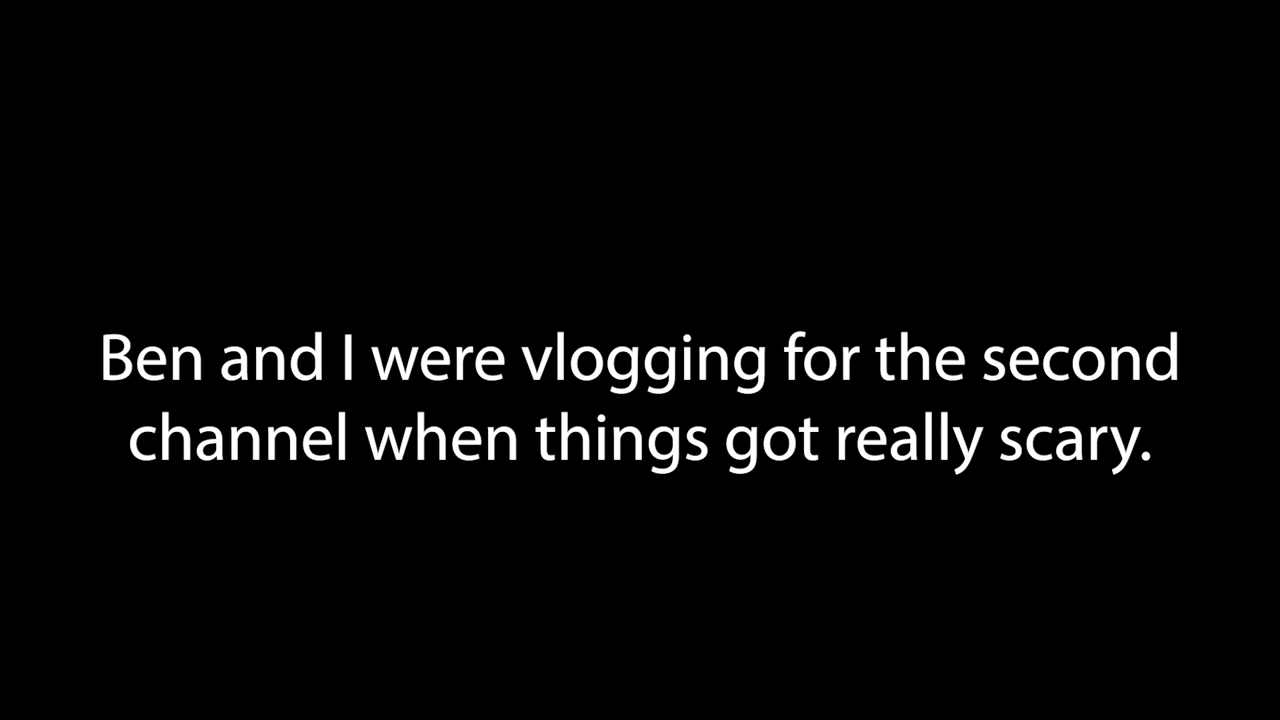 Ben and I were vlogging for the second
channel when things got really scary.